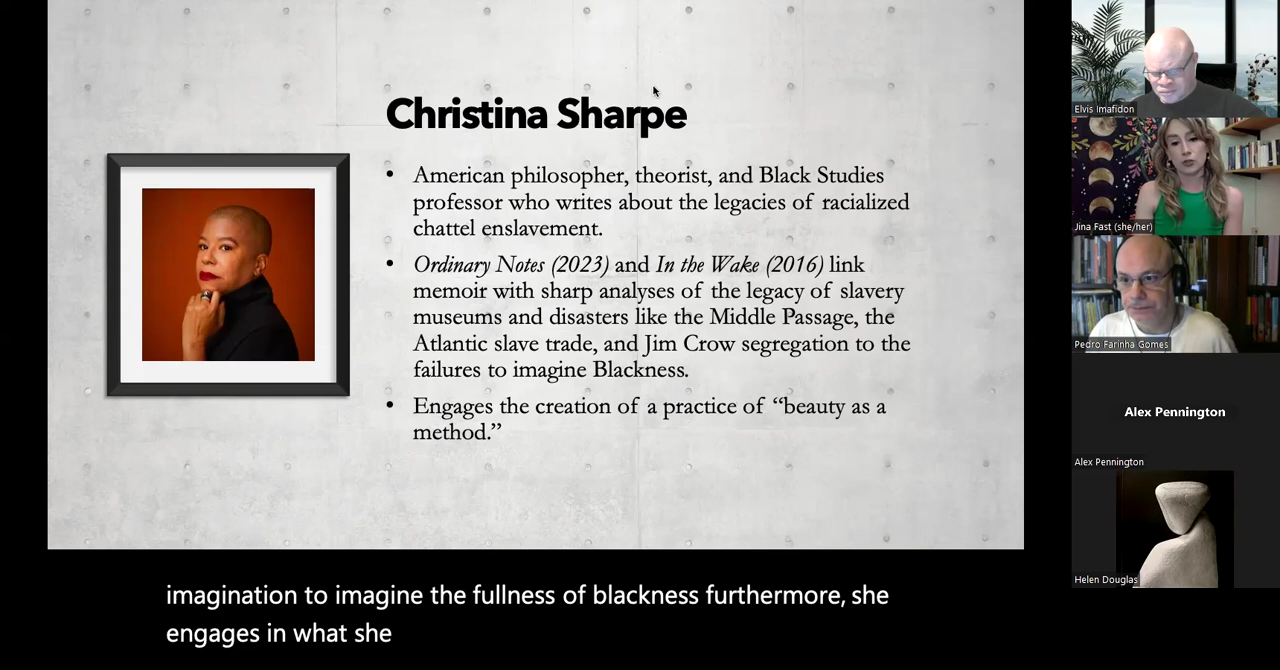 Christina Sharpe
• American philosopher, theorist, and Black Studies
professor who writes about the legacies of racialized
chattel enslavement.
• Ordinary Notes (2023) and In the Wake (2016) link
memoir with sharp analyses of the legacy of slavery
museums and disasters like the Middle Passage, the
Atlantic slave trade, and Jim Crow segregation to the
failures to imagine Blackness.
• Engages the creation of a practice of “beauty as a
method.”
imagination to imagine the fullness of blackness furthermore, she
engages in what she
Elvis Imafidon
Jina Fast (she/her)
Pedro Farinha Gomes
Alex Pennington
Alex Pennington
Helen Douglas